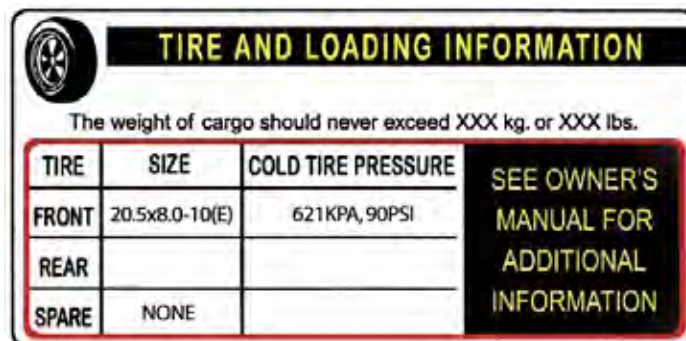 TIRE AND LOADING INFORMATION
The weight of cargo should never exceed XXX kg. or XXX lbs.
TIRE SIZE COLD TIRE PRESSURE
FRONT 20.5x8.0-10(E) 621KPA, 90PSI
REAR
SPARE NONE
SEE OWNER'S
MANUAL FOR
ADDITIONAL
INFORMATION